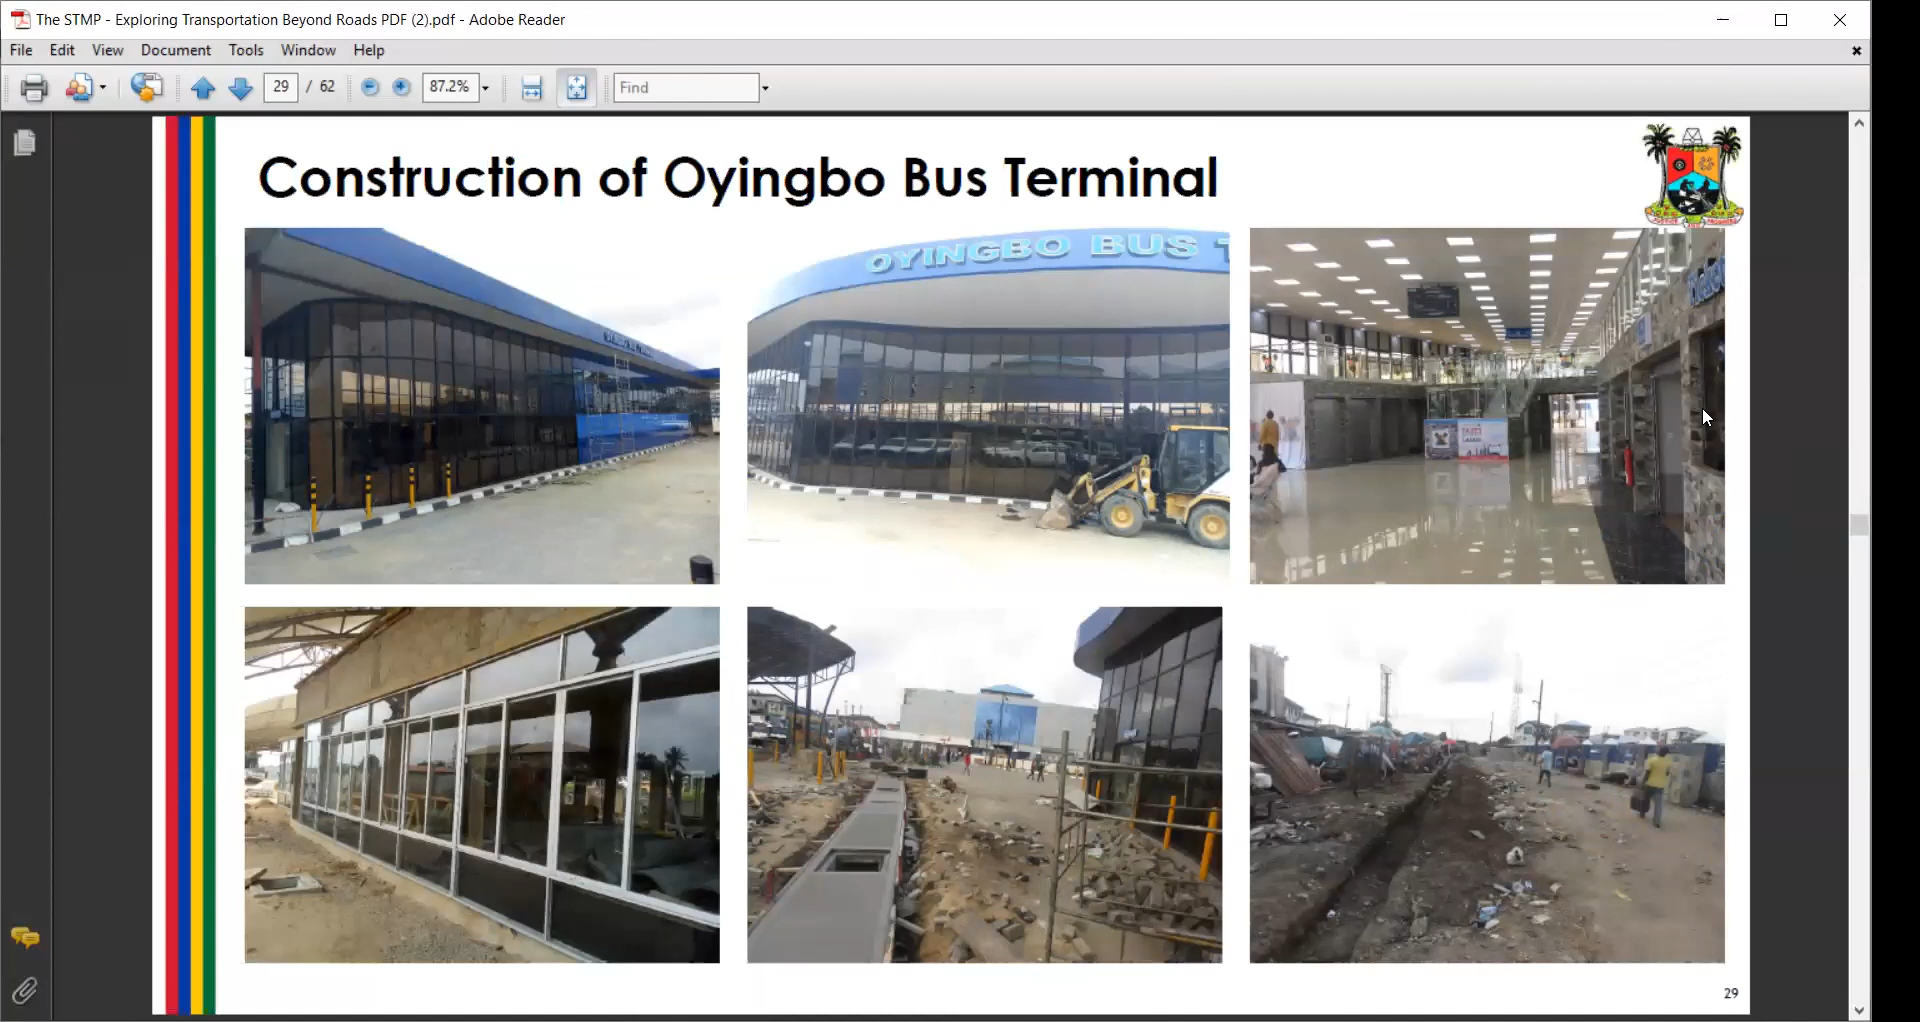 The STMP - Exploring Transportation Beyond Roads PDF (2).pdf - Adobe Reader
File Edit View Document Tools Window Help
29 / 62 87.2% Find
Construction of Oyingbo Bus Terminal
OYINGBO BUS T
29